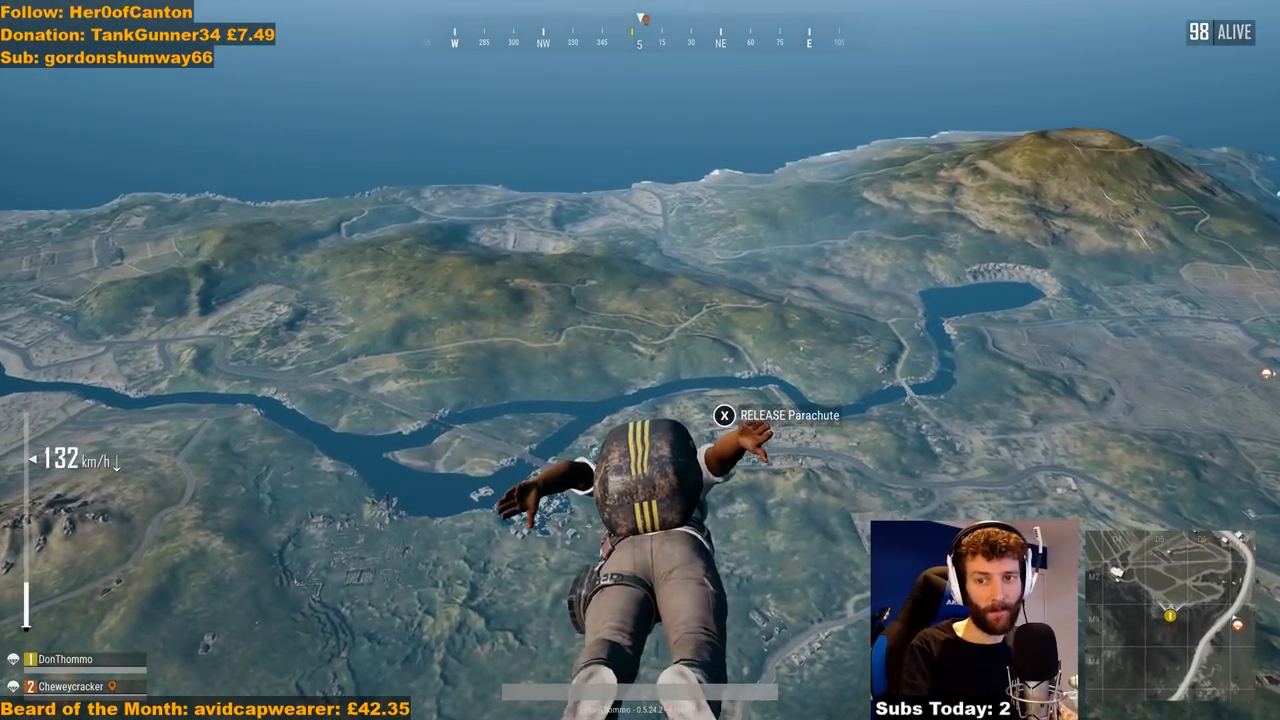 Follow: Her0fCanton
Donation: TankGunner34 £7.49
Sub: gordonshumway66
W 285 300 NW 330 345 5 15 30 NE 60 75 E 105
98 ALIVE
X RELEASE Parachute
132 km/h
1 DonThommo
2 Cheweycracker
Beard of the Month: avidcapwearer: £42.35
Subs Today: 2